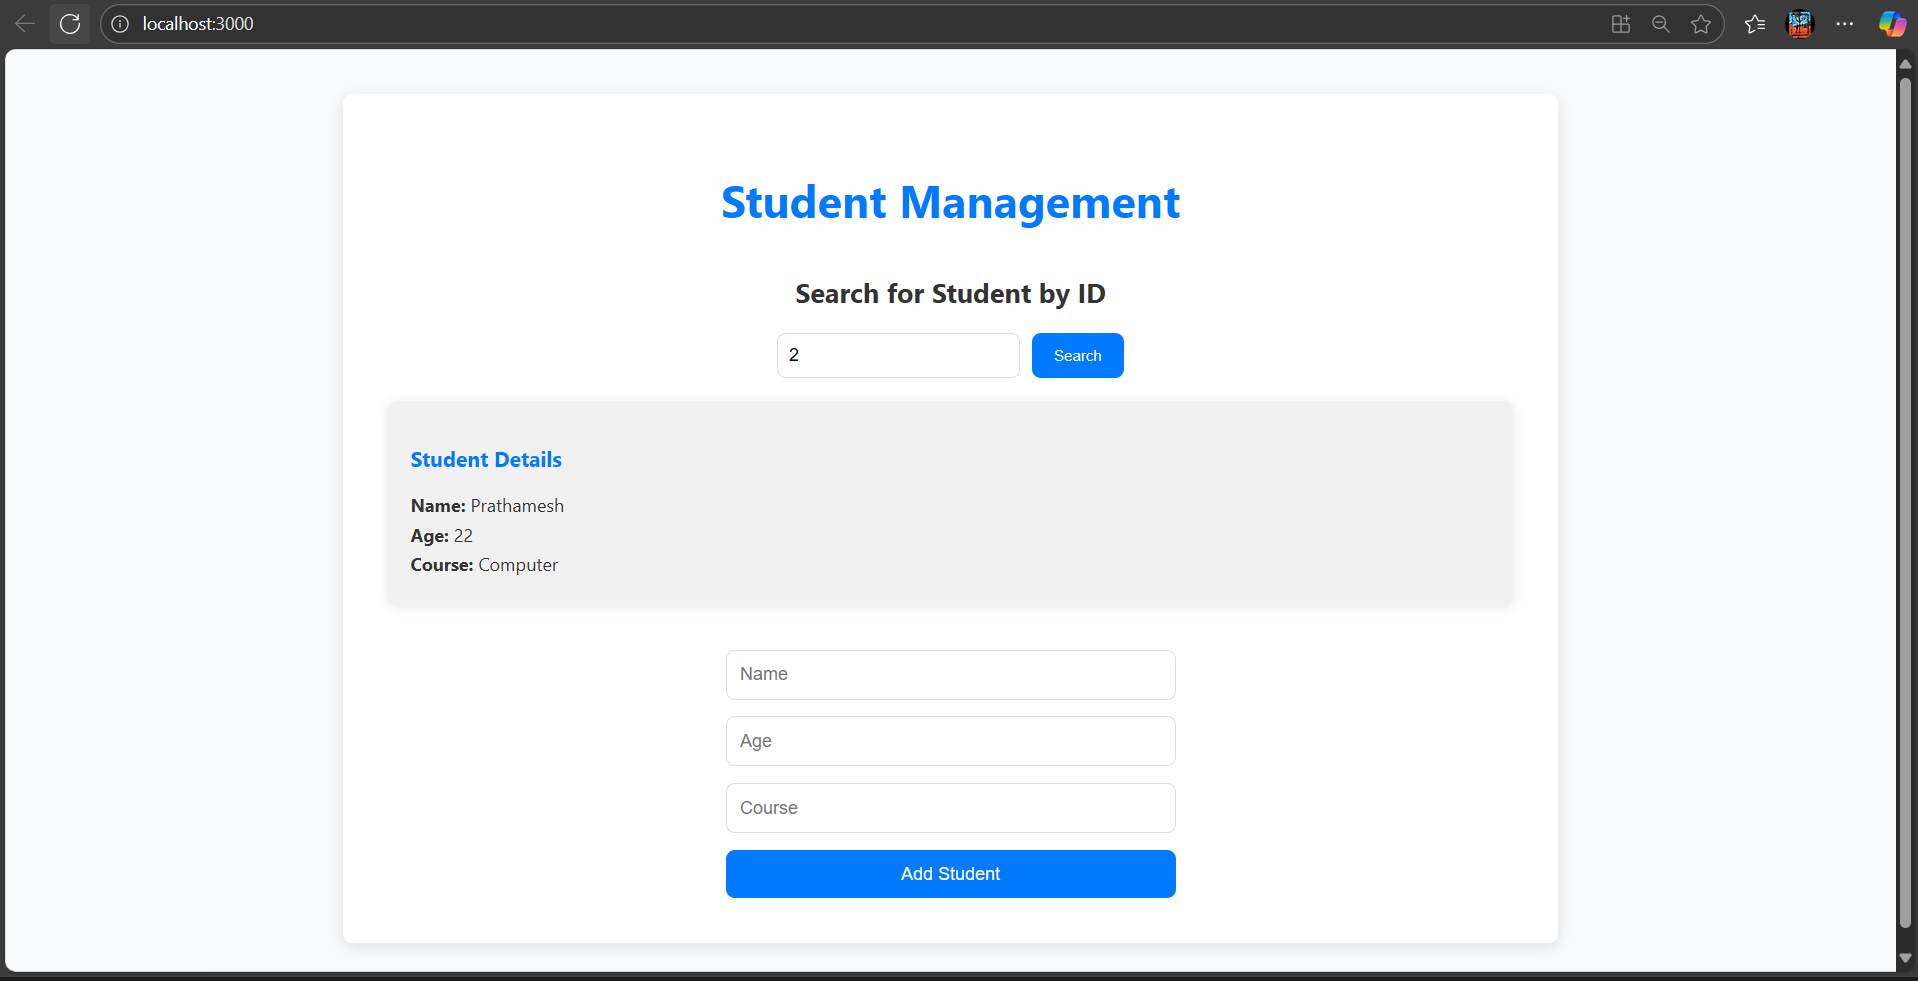 localhost:3000
Student Management
Search for Student by ID
2
Search
Student Details
Name: Prathamesh
Age: 22
Course: Computer
Name
Age
Course
Add Student